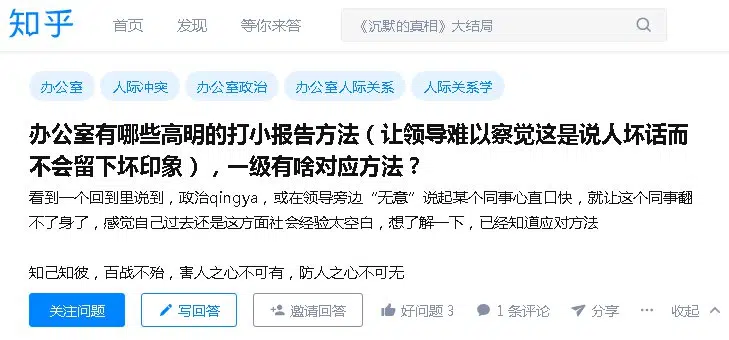 知乎 首页 发现 等你来答 《沉默的真相》大结局
办公室 人际冲突 办公室政治 办公室人际关系 人际关系学
办公室有哪些高明的打小报告方法（让领导难以察觉这是说人坏话而
不会留下坏印象），一级有啥对应方法？
看到一个回到里说到，政治qingya，或在领导旁边“无意”说起某个同事心直口快，就让这个同事翻
不了身了，感觉自己过去还是这方面社会经验太空白，想了解一下，已经知道应对方法
知己知彼，百战不殆，害人之心不可有，防人之心不可无
关注问题 写回答 邀请回答 好问题 3 1 条评论 分享 ··· 收起